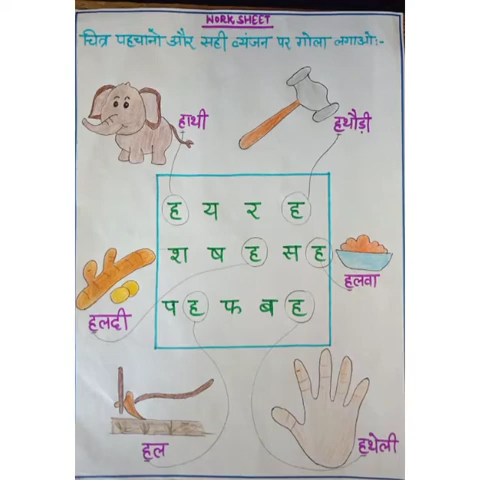 WORK SHEET
चित्र पहचानो और सही व्यंजन पर गोला लगाओ:-
हाथी
हथौड़ी
ह य र ह
श ष ह स ह
हलवा
प ह फ ब ह
हलदी
हल
हथेली